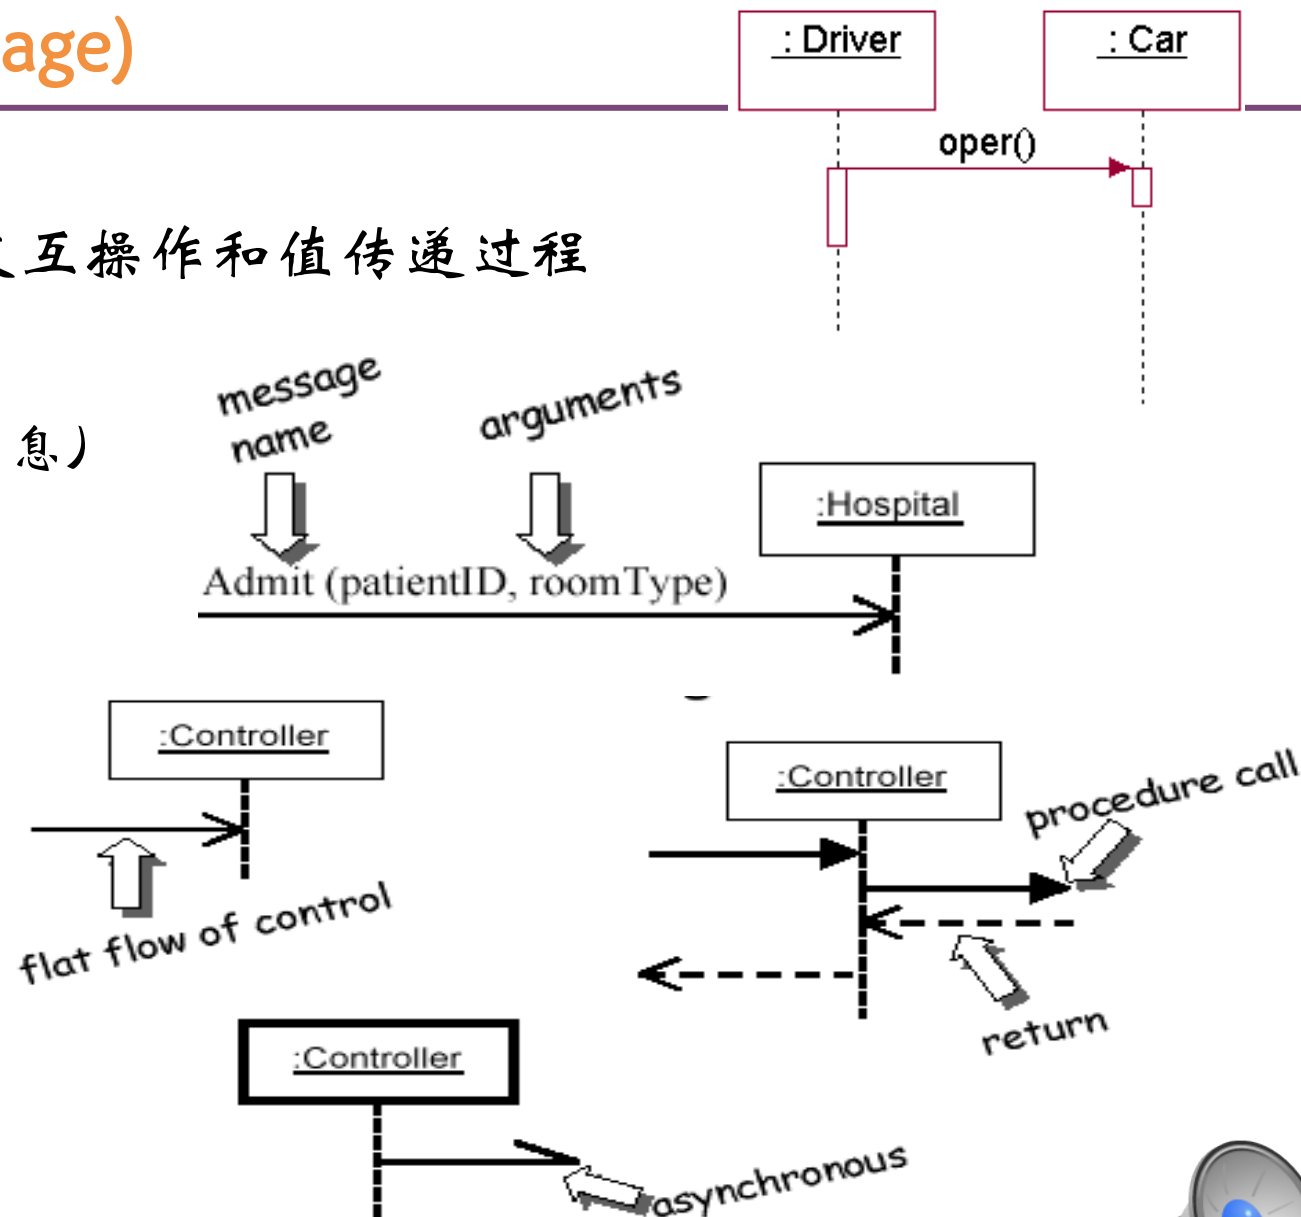 age)
: Driver
: Car
oper()
互操作和值传递过程
息)
message
name
arguments
:Hospital
Admit (patientID, roomType)
:Controller
flat flow of control
:Controller
procedure call
return
:Controller
asynchronous